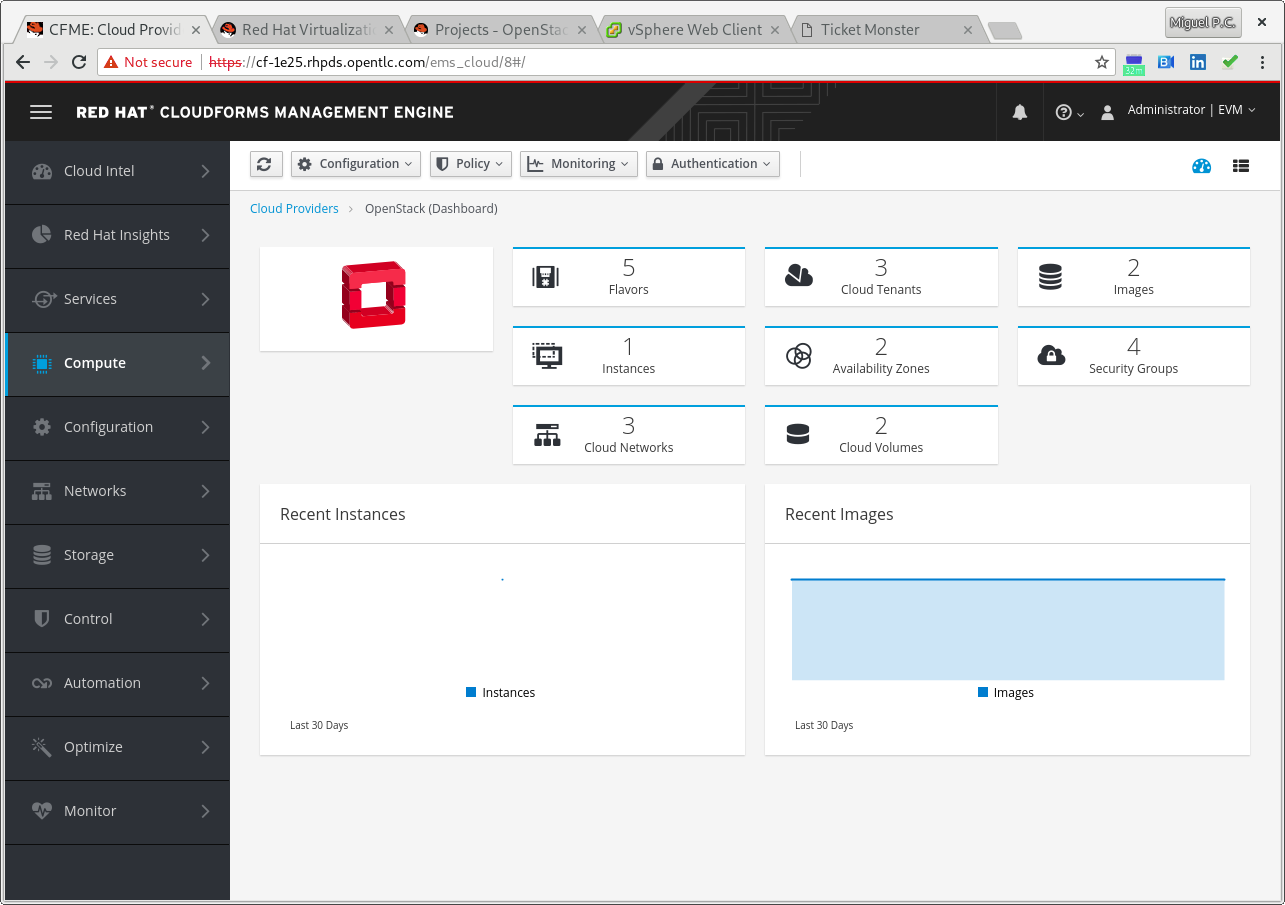 CFME: Cloud Provid
Red Hat Virtualizati
Projects - OpenStac
vSphere Web Client
Ticket Monster
Miguel P.C.
Not secure https://cf-1e25.rhpds.opentlc.com/ems_cloud/8#/
32m
RED HAT® CLOUDFORMS MANAGEMENT ENGINE
Administrator | EVM
Cloud Intel
Red Hat Insights
Services
Compute
Configuration
Networks
Storage
Control
Automation
Optimize
Monitor
Configuration
Policy
Monitoring
Authentication
Cloud Providers › OpenStack (Dashboard)
5
Flavors
3
Cloud Tenants
2
Images
1
Instances
2
Availability Zones
4
Security Groups
3
Cloud Networks
2
Cloud Volumes
Recent Instances
Instances
Last 30 Days
Recent Images
Images
Last 30 Days